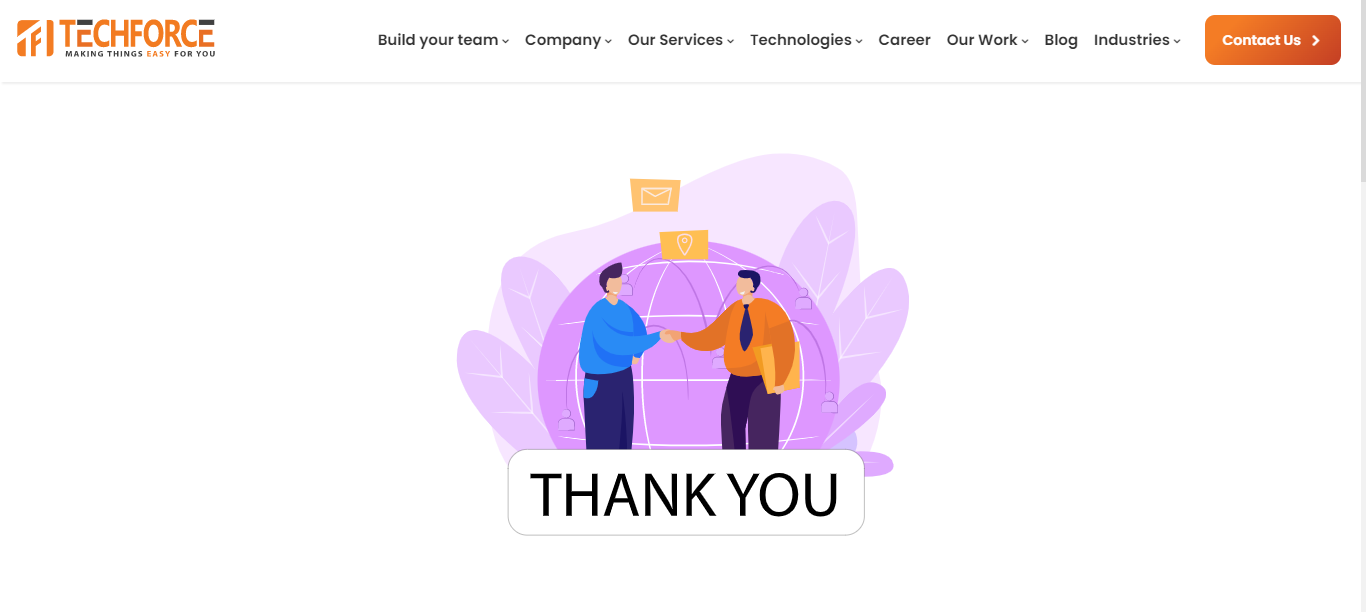 TECHFORCE
MAKING THINGS EASY FOR YOU
Build your team
Company
Our Services
Technologies
Career
Our Work
Blog
Industries
Contact Us
THANK YOU